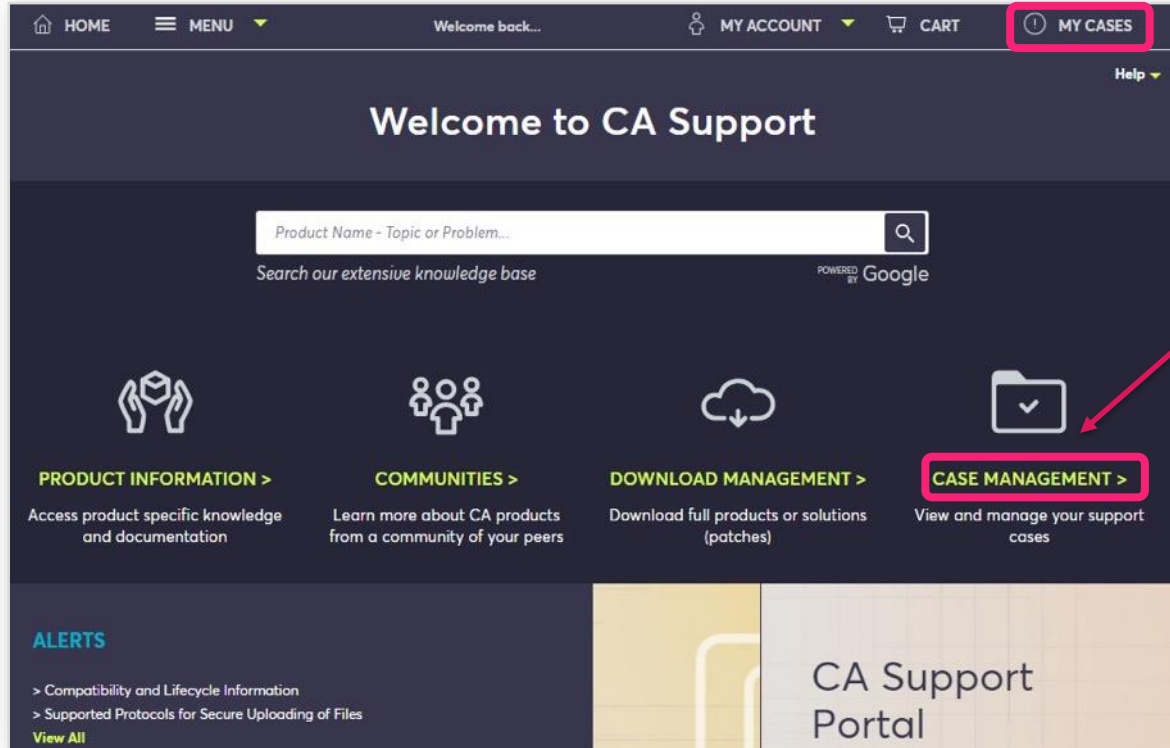 HOME MENU Welcome back... MY ACCOUNT CART MY CASES
Help
Welcome to CA Support
Product Name - Topic or Problem...
Search our extensive knowledge base POWERED BY Google
PRODUCT INFORMATION > COMMUNITIES > DOWNLOAD MANAGEMENT > CASE MANAGEMENT >
Access product specific knowledge Learn more about CA products Download full products or solutions View and manage your support
and documentation from a community of your peers (patches) cases
ALERTS
> Compatibility and Lifecycle Information
> Supported Protocols for Secure Uploading of Files
View All
CA Support
Portal